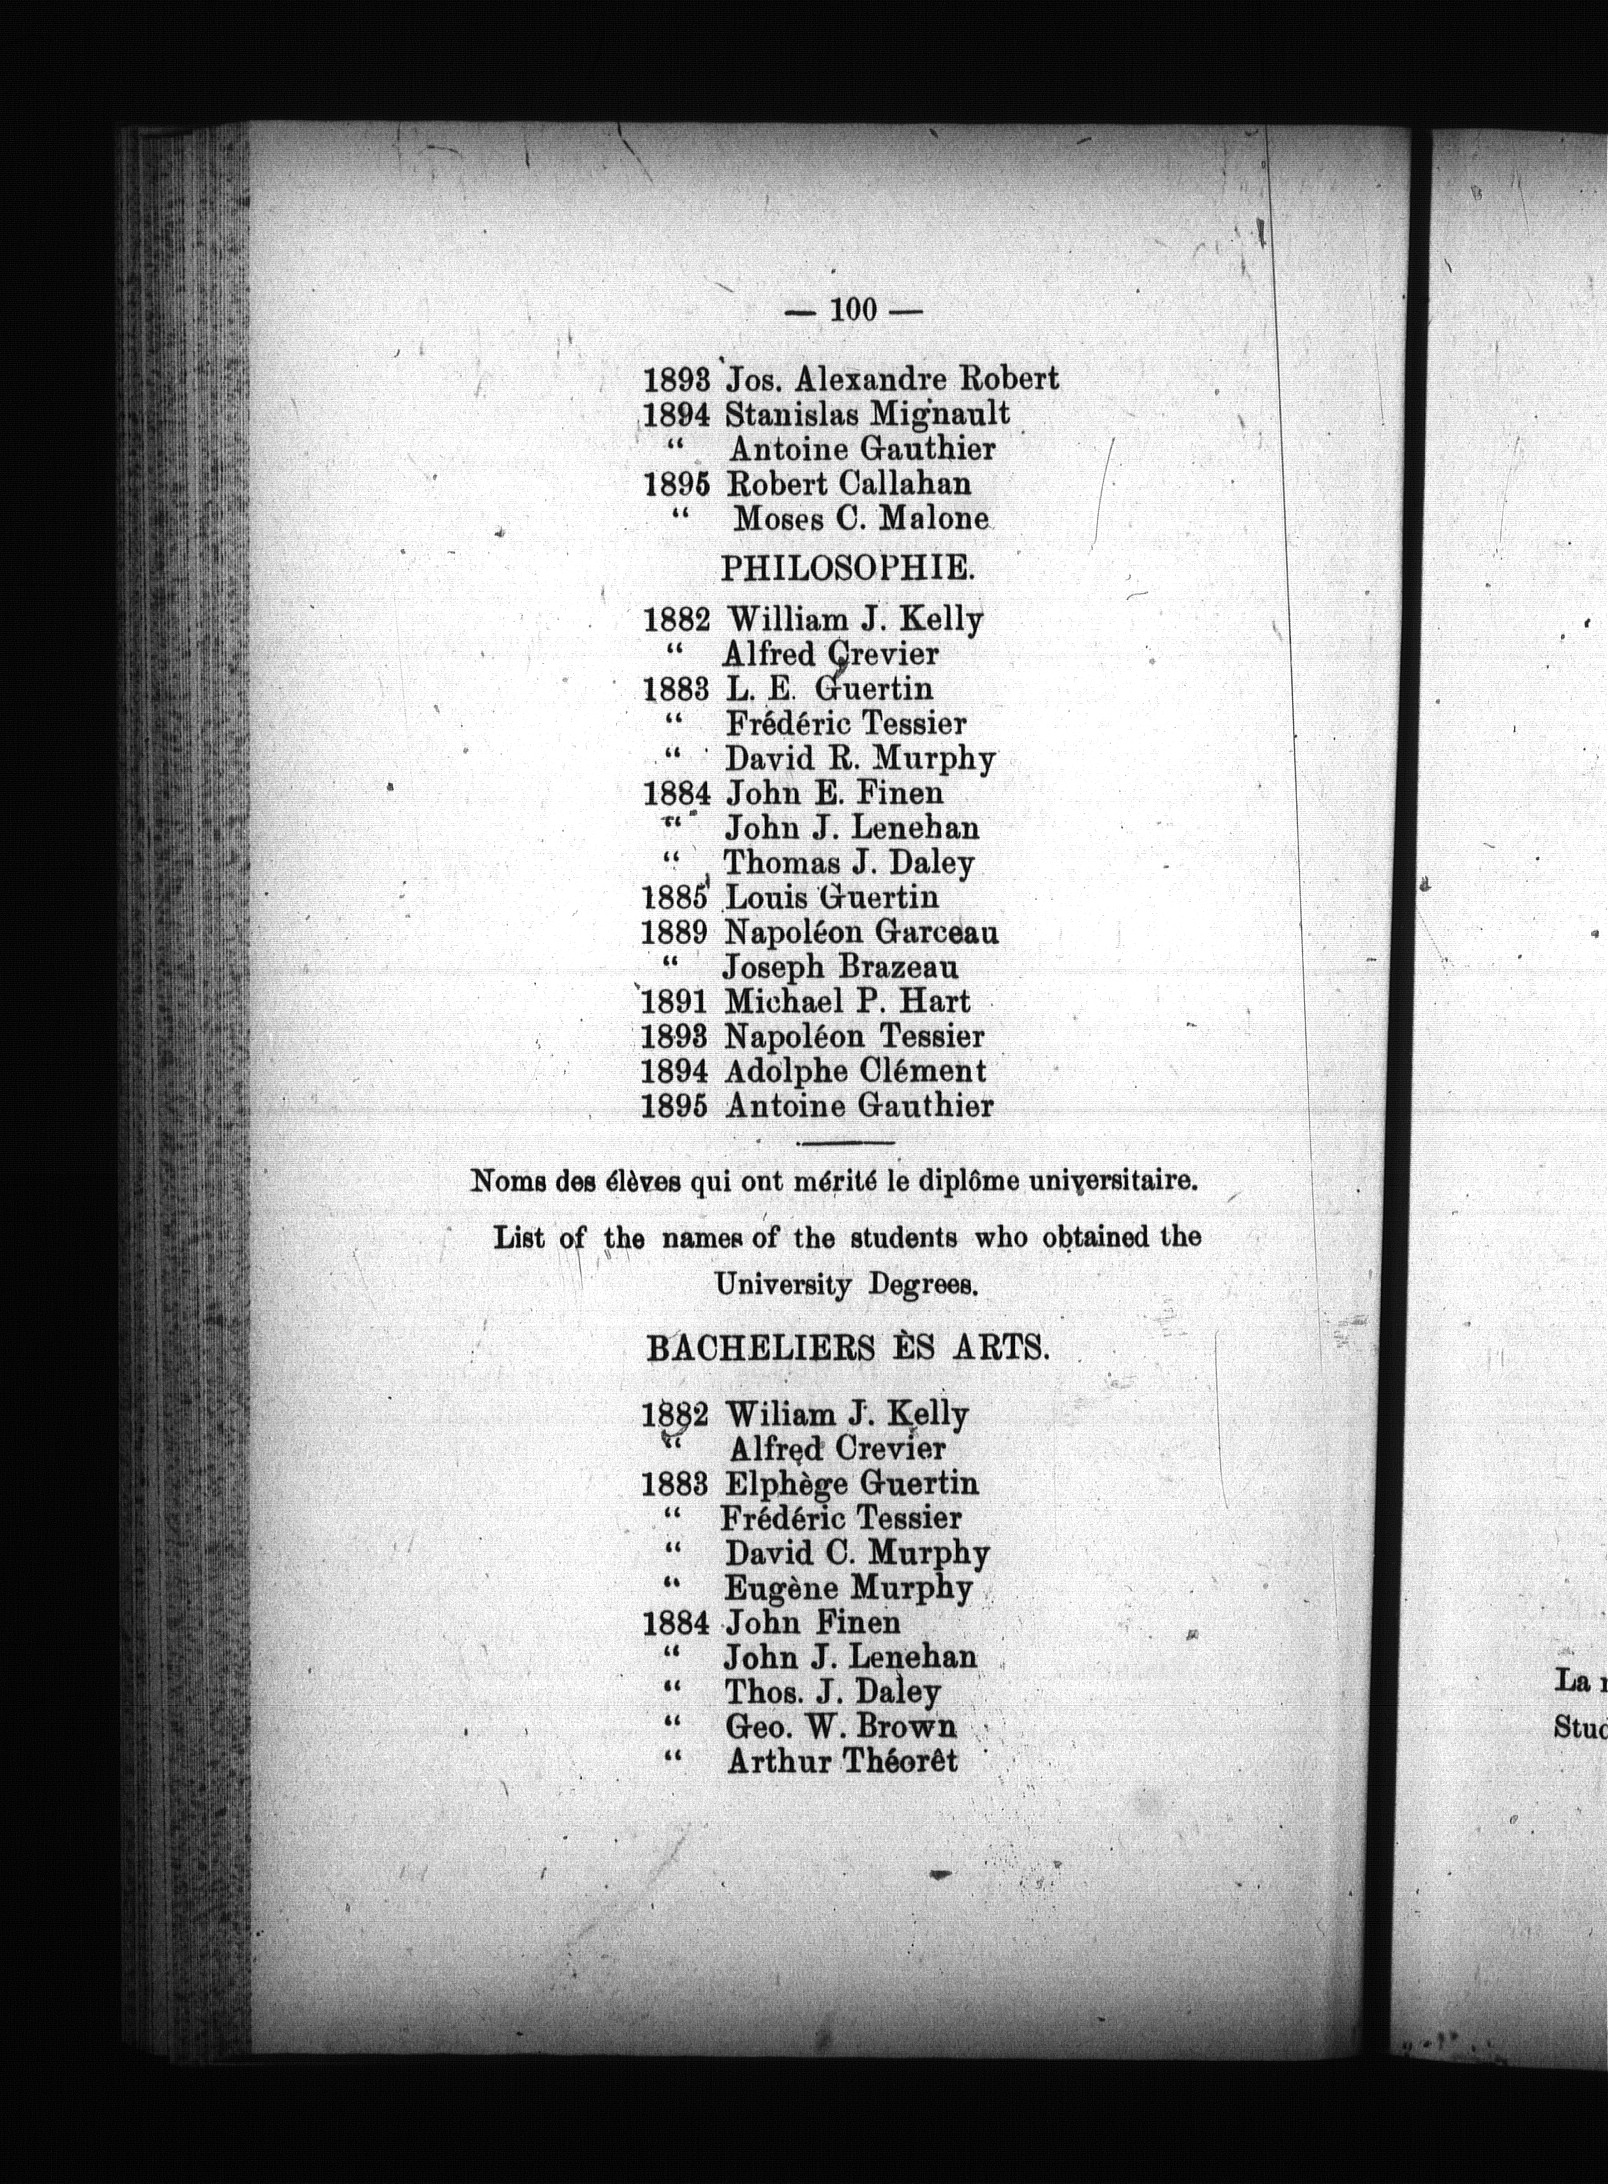 — 100 —
1893 Jos. Alexandre Robert
1894 Stanislas Mignault
“ Antoine Gauthier
1895 Robert Callahan
“ Moses C. Malone
PHILOSOPHIE.
1882 William J. Kelly
“ Alfred Crevier
1883 L. E. Guertin
“ Frédéric Tessier
“ David R. Murphy
1884 John E. Finen
“ John J. Lenehan
“ Thomas J. Daley
1885 Louis Guertin
1889 Napoléon Garceau
“ Joseph Brazeau
1891 Michael P. Hart
1893 Napoléon Tessier
1894 Adolphe Clément
1895 Antoine Gauthier
Noms des élèves qui ont mérité le diplôme universitaire.
List of the names of the students who obtained the
University Degrees.
BACHELIERS ÈS ARTS.
1882 Wiliam J. Kelly
“ Alfred Crevier
1883 Elphège Guertin
“ Frédéric Tessier
“ David C. Murphy
“ Eugène Murphy
1884 John Finen
“ John J. Lenehan
“ Thos. J. Daley
“ Geo. W. Brown
“ Arthur Théorêt
La